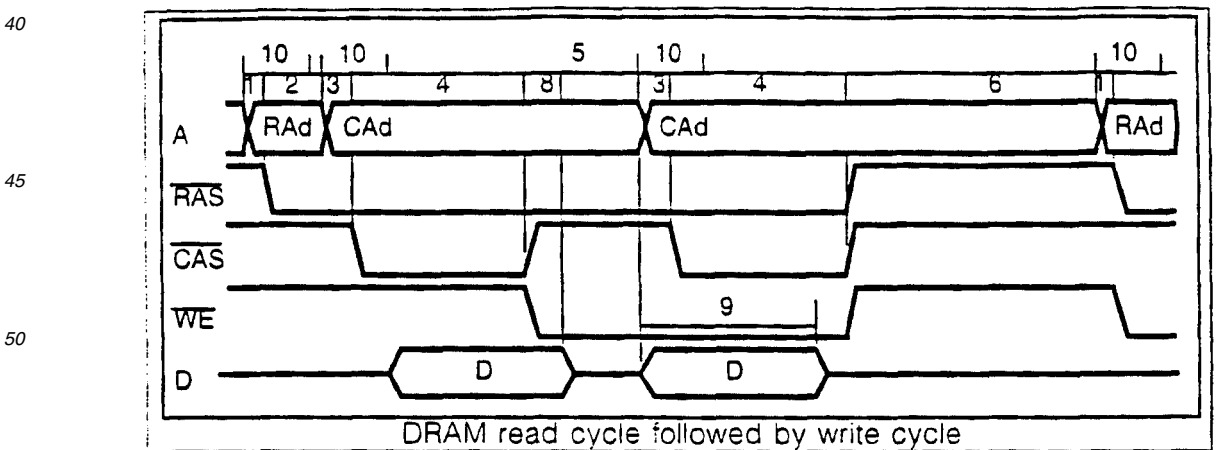 40
10 10 5 10 10
1 2 3 4 8 3 4 6 1
A RAd CAd CAd RAd
45
RAS
CAS
WE
9
50
D D D
DRAM read cycle followed by write cycle